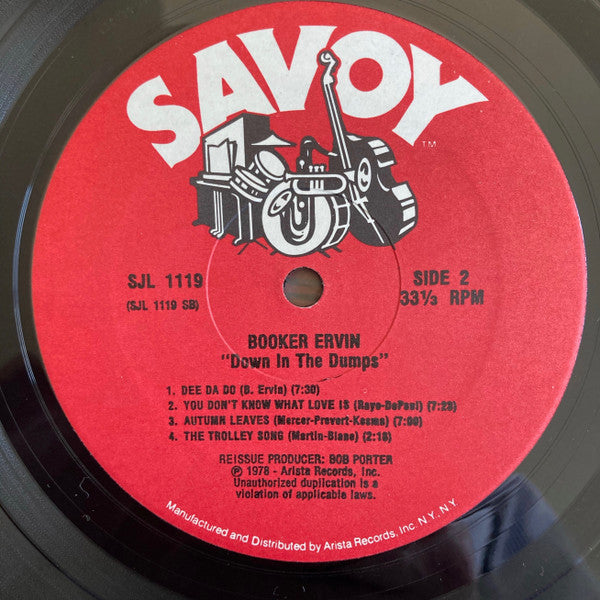 SAVOY
TM
SJL 1119
(SJL 1119 SB)
SIDE 2
33⅓ RPM
BOOKER ERVIN
"Down In The Dumps"
1. DEE DA DO (B. Ervin) (7:30)
2. YOU DON'T KNOW WHAT LOVE IS (Raye-DePaul) (7:23)
3. AUTUMN LEAVES (Mercer-Prevert-Kosma) (7:00)
4. THE TROLLEY SONG (Martin-Blane) (2:18)
REISSUE PRODUCER: BOB PORTER
℗ 1978 - Arista Records, Inc.
Unauthorized duplication is a
violation of applicable laws.
Manufactured and Distributed by Arista Records, Inc. N.Y., N.Y.